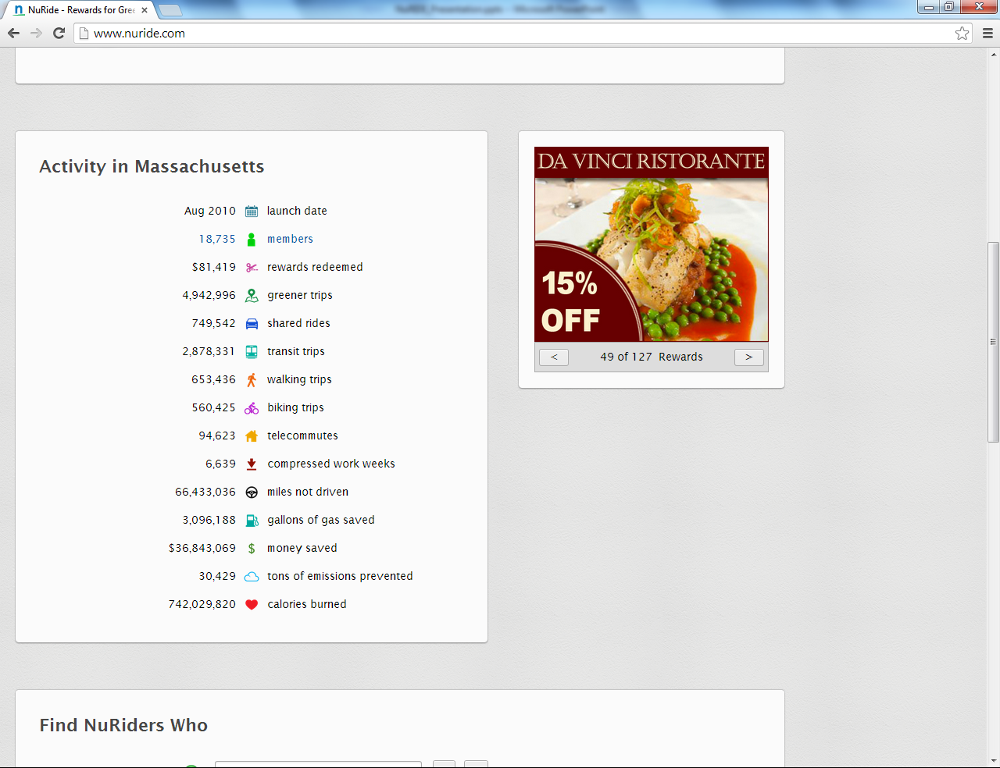 NuRide - Rewards for Gree
www.nuride.com
Activity in Massachusetts
Aug 2010 launch date
18,735 members
$81,419 rewards redeemed
4,942,996 greener trips
749,542 shared rides
2,878,331 transit trips
653,436 walking trips
560,425 biking trips
94,623 telecommutes
6,639 compressed work weeks
66,433,036 miles not driven
3,096,188 gallons of gas saved
$36,843,069 money saved
30,429 tons of emissions prevented
742,029,820 calories burned
DA VINCI RISTORANTE
15%
OFF
< 49 of 127 Rewards >
Find NuRiders Who